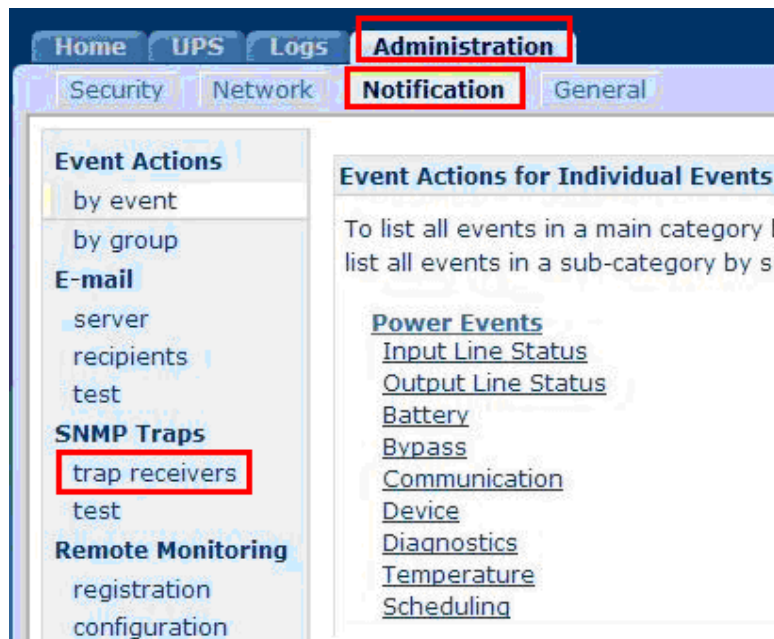 Home UPS Logs Administration
Security Network Notification General
Event Actions
by event
by group
E-mail
server
recipients
test
SNMP Traps
trap receivers
test
Remote Monitoring
registration
configuration
Event Actions for Individual Events
To list all events in a main category
list all events in a sub-category by s
Power Events
Input Line Status
Output Line Status
Battery
Bypass
Communication
Device
Diagnostics
Temperature
Scheduling